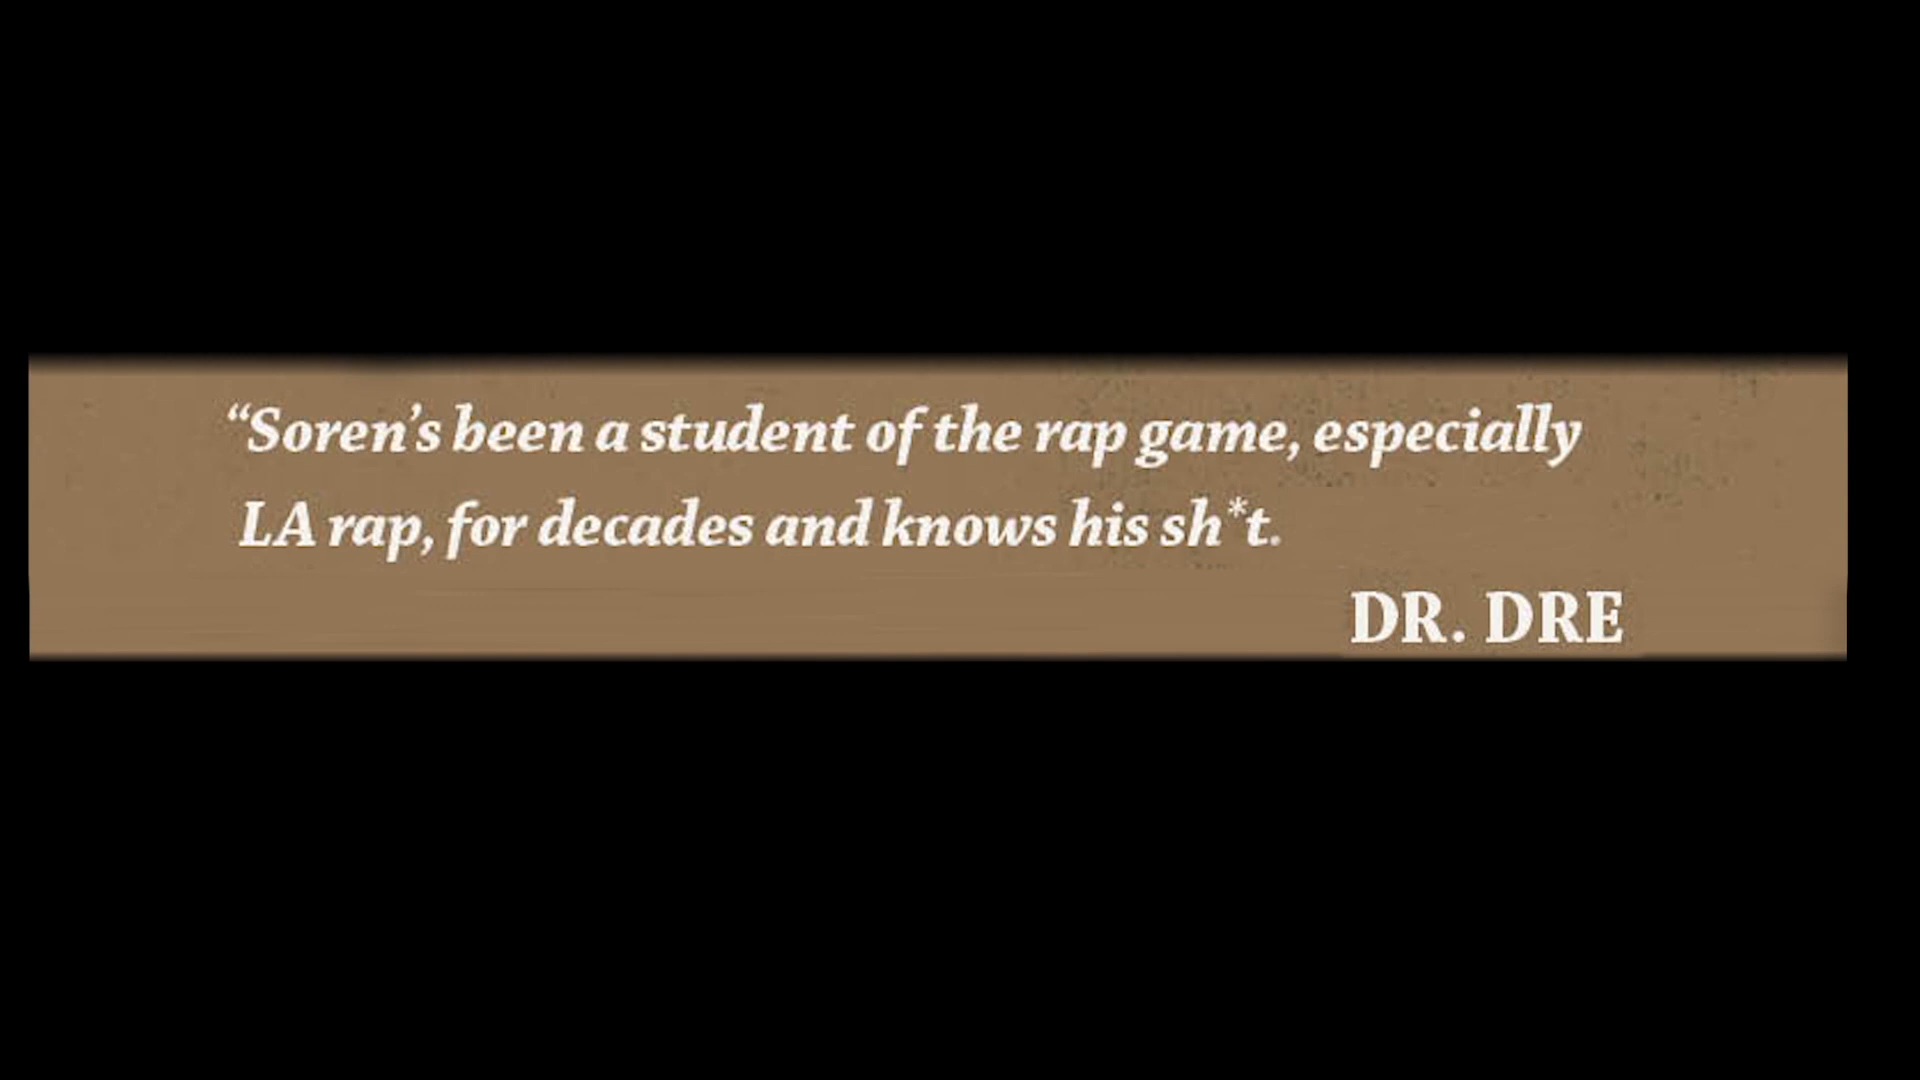 “Soren’s been a student of the rap game, especially
LA rap, for decades and knows his sh*t.
DR. DRE